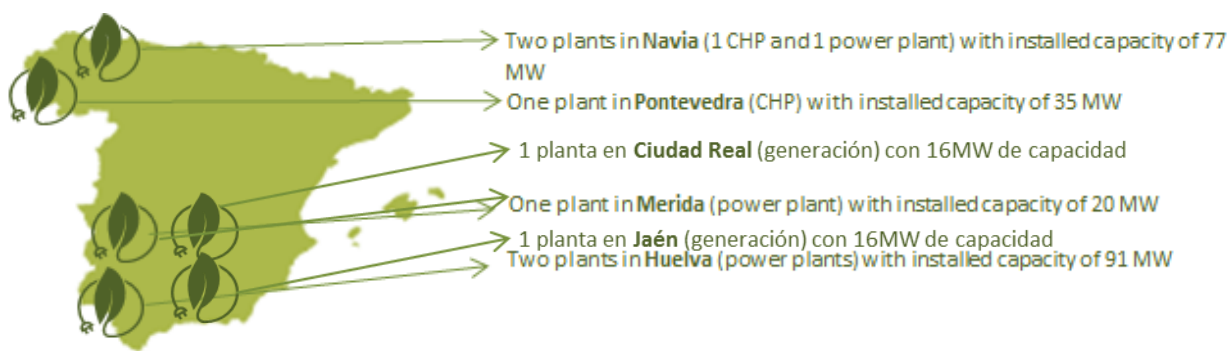 Two plants in Navia (1 CHP and 1 power plant) with installed capacity of 77
MW
One plant in Pontevedra (CHP) with installed capacity of 35 MW
1 planta en Ciudad Real (generación) con 16MW de capacidad
One plant in Merida (power plant) with installed capacity of 20 MW
1 planta en Jaén (generación) con 16MW de capacidad
Two plants in Huelva (power plants) with installed capacity of 91 MW